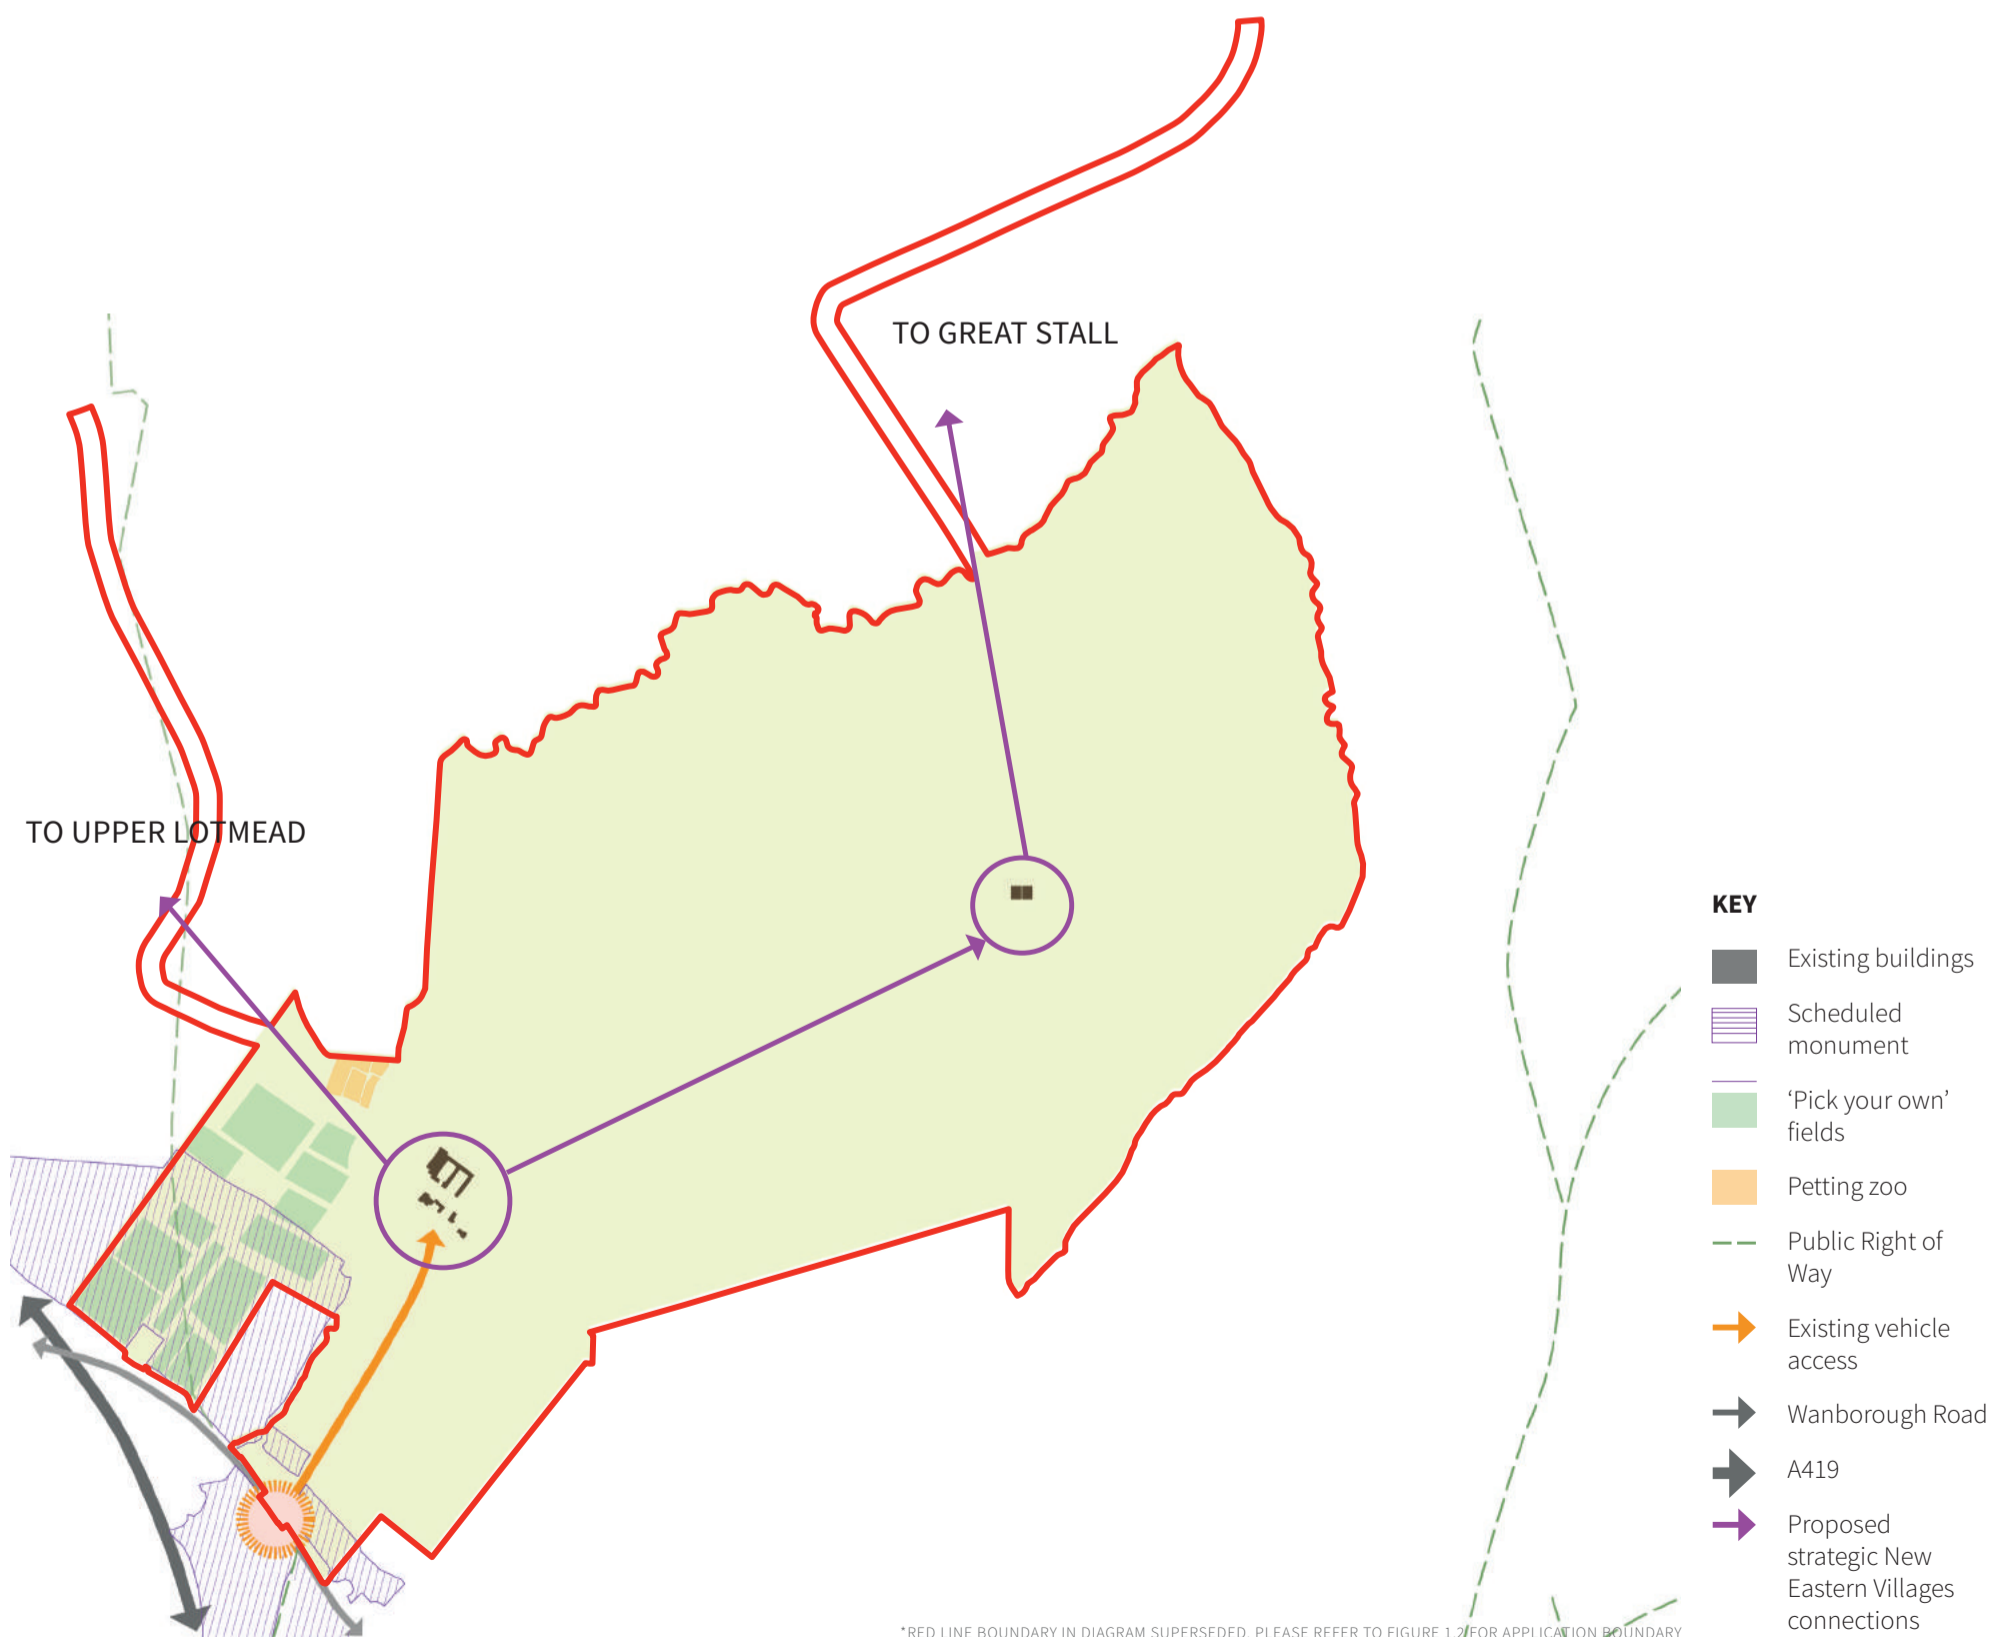 TO GREAT STALL
TO UPPER LOTMEAD
KEY
Existing buildings
Scheduled
monument
‘Pick your own’
fields
Petting zoo
Public Right of
Way
Existing vehicle
access
Wanborough Road
A419
Proposed
strategic New
Eastern Villages
connections
*RED LINE BOUNDARY IN DIAGRAM SUPERSEDED. PLEASE REFER TO FIGURE 1.2 FOR APPLICATION BOUNDARY